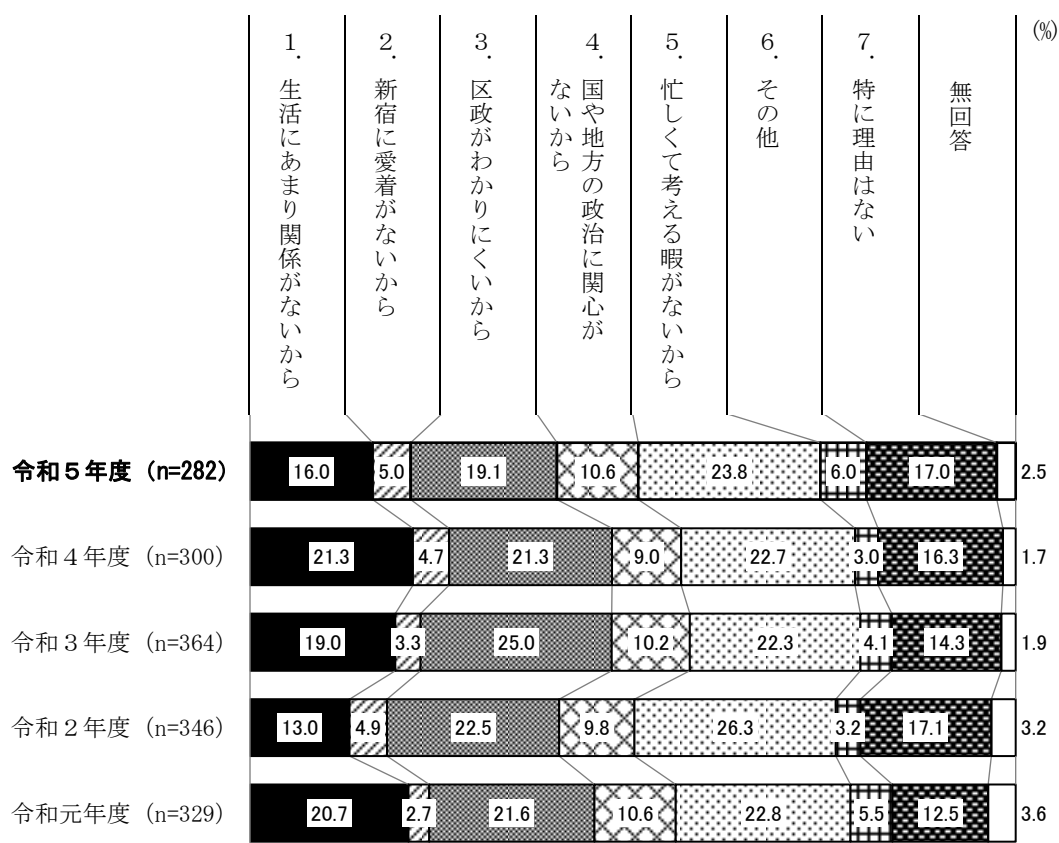 (%)
１．生活にあまり関係がないから
２．新宿に愛着がないから
３．区政がわかりにくいから
４．国や地方の政治に関心が
ないから
５．忙しくて考える暇がないから
６．その他
７．特に理由はない
無回答
令和５年度 (n=282) 16.0 5.0 19.1 10.6 23.8 6.0 17.0 2.5
令和４年度 (n=300) 21.3 4.7 21.3 9.0 22.7 3.0 16.3 1.7
令和３年度 (n=364) 19.0 3.3 25.0 10.2 22.3 4.1 14.3 1.9
令和２年度 (n=346) 13.0 4.9 22.5 9.8 26.3 3.2 17.1 3.2
令和元年度 (n=329) 20.7 2.7 21.6 10.6 22.8 5.5 12.5 3.6